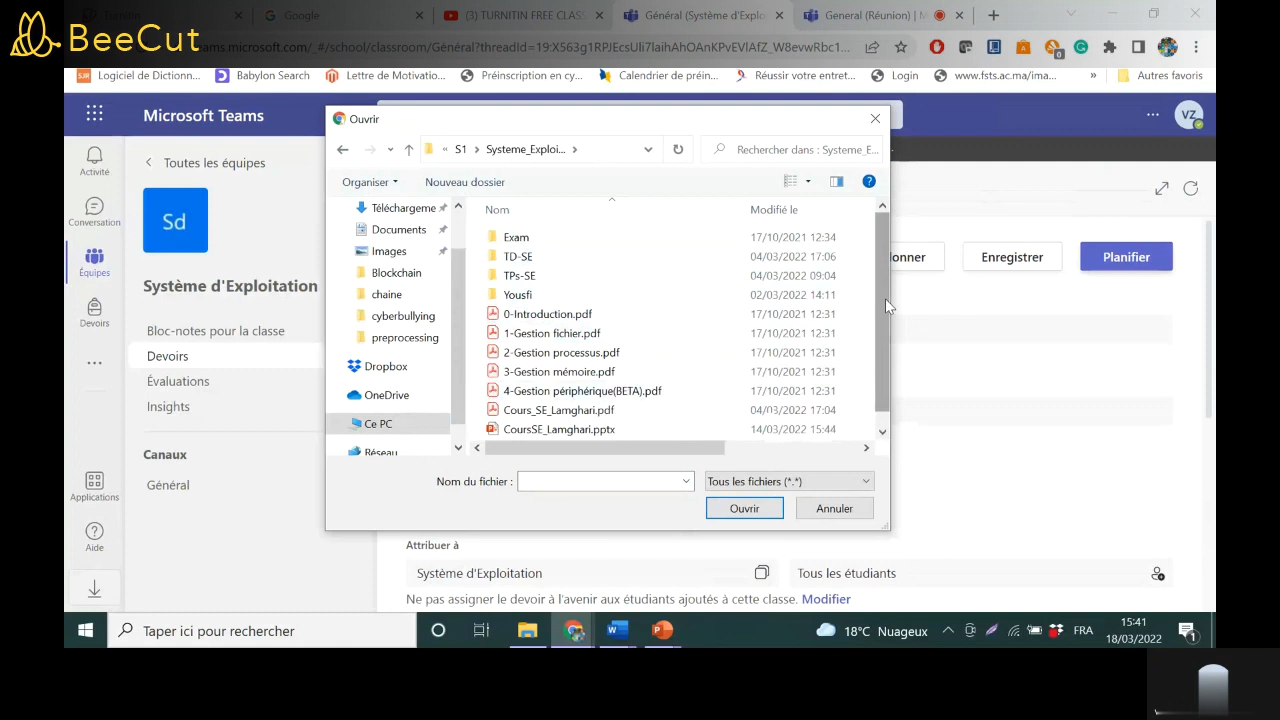 BeeCut
Turnitin
Google
(3) TURNITIN FREE CLAS
Général (Système d'Explo
General (Réunion) | M
Logiciel de Dictionn...
Babylon Search
Lettre de Motivatio...
Préinscription en cy...
Calendrier de préin...
Réussir votre entret...
Login
www.fsts.ac.ma/ima...
»
Autres favoris
Microsoft Teams
VZ
Activité
Conversation
Équipes
Devoirs
Applications
Aide
Toutes les équipes
Sd
Système d'Exploitation
Bloc-notes pour la classe
Devoirs
Évaluations
Insights
Canaux
Général
Ouvrir
« S1 > Systeme_Exploi... >
Rechercher dans : Systeme_E...
Organiser
Nouveau dossier
Téléchargeme
Documents
Images
Blockchain
chaine
cyberbullying
preprocessing
Dropbox
OneDrive
Ce PC
Réseau
Nom Modifié le
Exam 17/10/2021 12:34
TD-SE 04/03/2022 17:06
TPs-SE 04/03/2022 09:04
Yousfi 02/03/2022 14:11
0-Introduction.pdf 17/10/2021 12:31
1-Gestion fichier.pdf 17/10/2021 12:31
2-Gestion processus.pdf 17/10/2021 12:31
3-Gestion mémoire.pdf 17/10/2021 12:31
4-Gestion périphérique(BETA).pdf 17/10/2021 12:31
Cours_SE_Lamghari.pdf 04/03/2022 17:04
CoursSE_Lamghari.pptx 14/03/2022 15:44
Nom du fichier :
Tous les fichiers (*.*)
Ouvrir
Annuler
onner
Enregistrer
Planifier
Attribuer à
Système d'Exploitation
Tous les étudiants
Ne pas assigner le devoir à l'avenir aux étudiants ajoutés à cette classe. Modifier
Taper ici pour rechercher
18°C Nuageux
FRA
15:41
18/03/2022
1